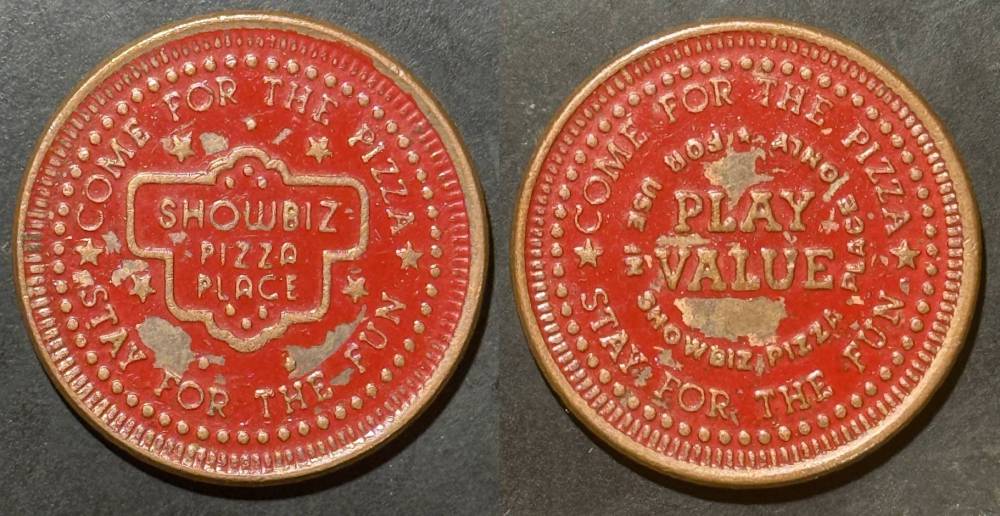 COME FOR THE PIZZA
SHOWBIZ
PIZZA
PLACE
STAY FOR THE FUN
COME FOR THE PIZZA
FOR USE ONLY
IN SHOWBIZ PIZZA PLACE
PLAY
VALUE
STAY FOR THE FUN